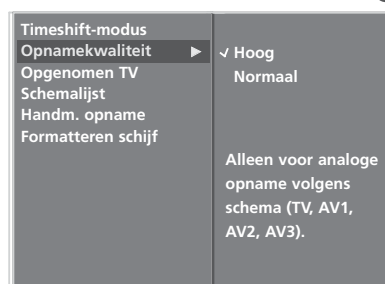 Timeshift-modus
Opnamekwaliteit ▶
Opgenomen TV
Schemalijst
Handm. opname
Formatteren schijf
✓ Hoog
Normaal
Alleen voor analoge
opname volgens
schema (TV, AV1,
AV2, AV3).